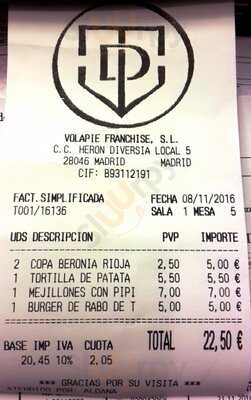 VOLAPIE FRANCHISE, S.L.
C.C. HERON DIVERSIA LOCAL 5
28046 MADRID MADRID
CIF: B93112191
FACT.SIMPLIFICADA FECHA 08/11/2016
T001/16136 SALA 1 MESA 5
UDS DESCRIPCION PVP IMPORTE
2 COPA BERONIA RIOJA 2,50 5,00 €
1 TORTILLA DE PATATA 5,50 5,50 €
1 MEJILLONES CON PIPI 7,00 7,00 €
1 BURGER DE RABO DE T 5,00 5,00 €
BASE IMP IVA CUOTA TOTAL 22,50 €
20,45 10% 2,05
*** GRACIAS POR SU VISITA ***
ATENDIDO POR: ALDANA